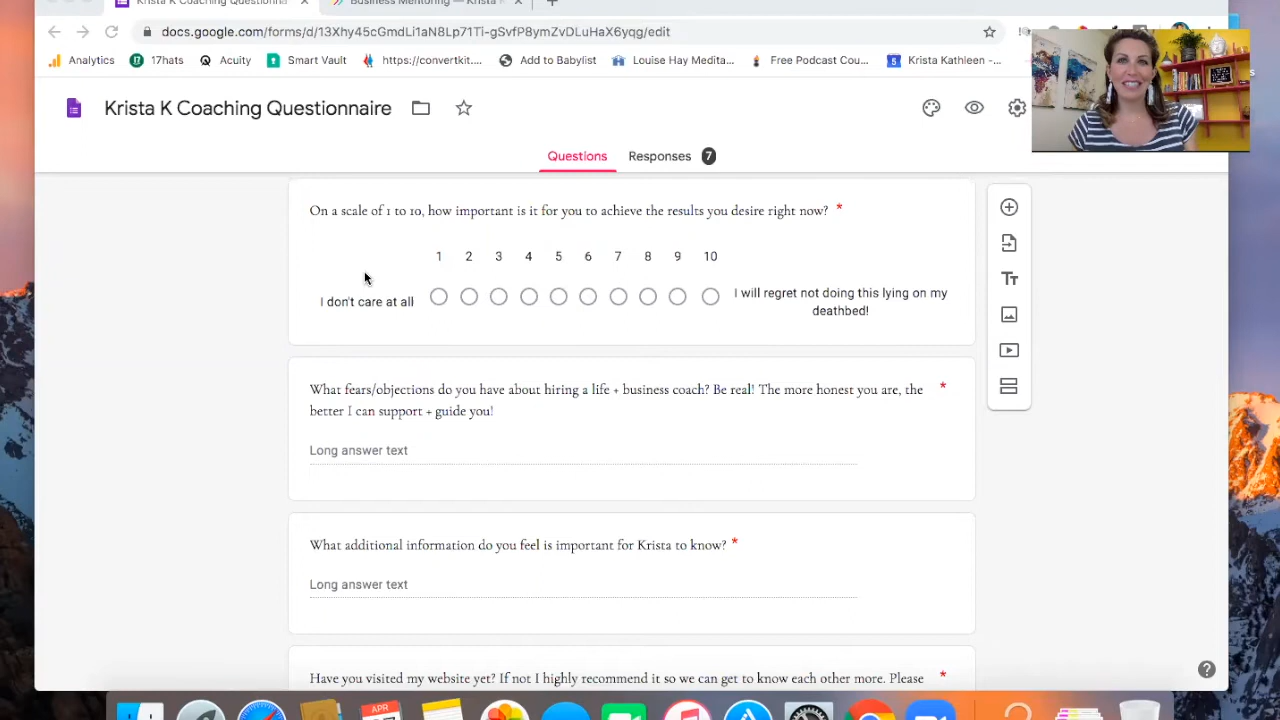 Krista K Coaching Questionnai
Business Mentoring — Krista
docs.google.com/forms/d/13Xhy45cGmdLi1aN8Lp71Tl-gSvfP8ymZvDLuHaX6yqg/edit
Analytics
17hats
Acuity
Smart Vault
https://convertkit....
Add to Babylist
Louise Hay Medita...
Free Podcast Cou...
Krista Kathleen -...
Krista K Coaching Questionnaire
Questions
Responses 7
On a scale of 1 to 10, how important is it for you to achieve the results you desire right now? *
1 2 3 4 5 6 7 8 9 10
I don't care at all
I will regret not doing this lying on my
deathbed!
What fears/objections do you have about hiring a life + business coach? Be real! The more honest you are, the *
better I can support + guide you!
Long answer text
What additional information do you feel is important for Krista to know? *
Long answer text
Have you visited my website yet? If not I highly recommend it so we can get to know each other more. Please *
APR